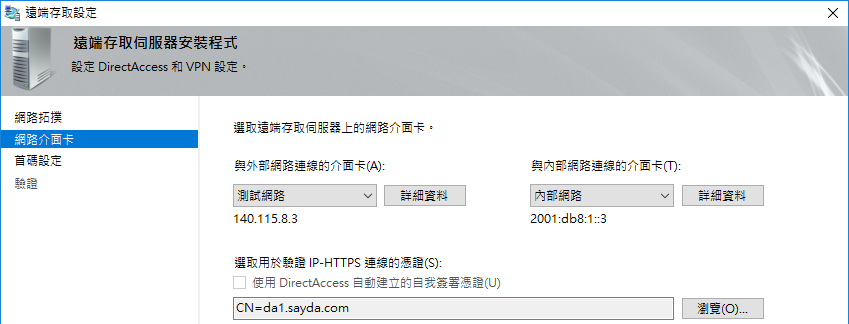 遠端存取設定
遠端存取伺服器安裝程式
設定 DirectAccess 和 VPN 設定。
網路拓撲
網路介面卡
首碼設定
驗證
選取遠端存取伺服器上的網路介面卡。
與外部網路連線的介面卡(A):
與內部網路連線的介面卡(T):
測試網路
詳細資料
內部網路
詳細資料
140.115.8.3
2001:db8:1::3
選取用於驗證 IP-HTTPS 連線的憑證(S):
使用 DirectAccess 自動建立的自我簽署憑證(U)
CN=da1.sayda.com
瀏覽(O)...